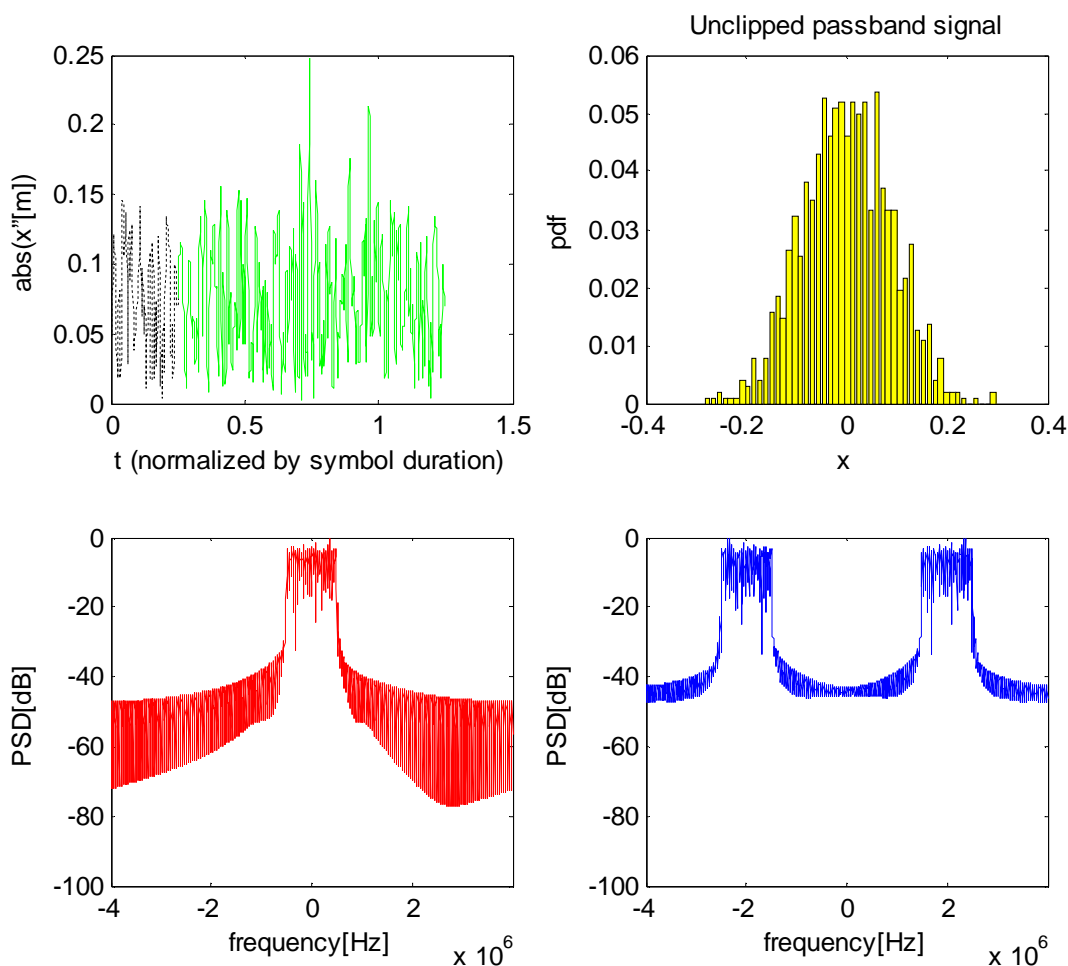 0.25
0.2
0.15
0.1
0.05
0
0 0.5 1 1.5
abs(x”[m])
t (normalized by symbol duration)
Unclipped passband signal
0.06
0.05
0.04
0.03
0.02
0.01
0
-0.4 -0.2 0 0.2 0.4
pdf
x
0
-20
-40
-60
-80
-100
-4 -2 0 2
PSD[dB]
frequency[Hz]
x 10⁶
0
-20
-40
-60
-80
-100
-4 -2 0 2
PSD[dB]
frequency[Hz]
x 10⁶